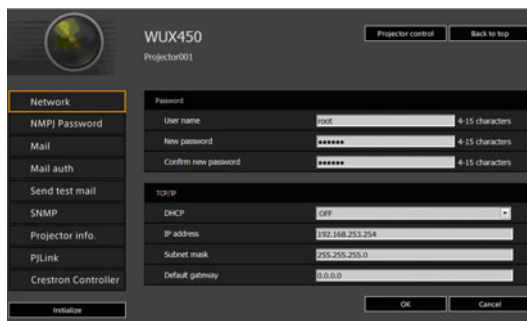 WUX450
Projector control
Back to top
Projector001
Network
NMPJ Password
Mail
Mail auth
Send test mail
SNMP
Projector info.
PJLink
Crestron Controller
Initialize
Password
User name root 4-15 characters
New password •••••• 4-15 characters
Confirm new password •••••• 4-15 characters
TCP/IP
DHCP OFF
IP address 192.168.253.254
Subnet mask 255.255.255.0
Default gateway 0.0.0.0
OK
Cancel